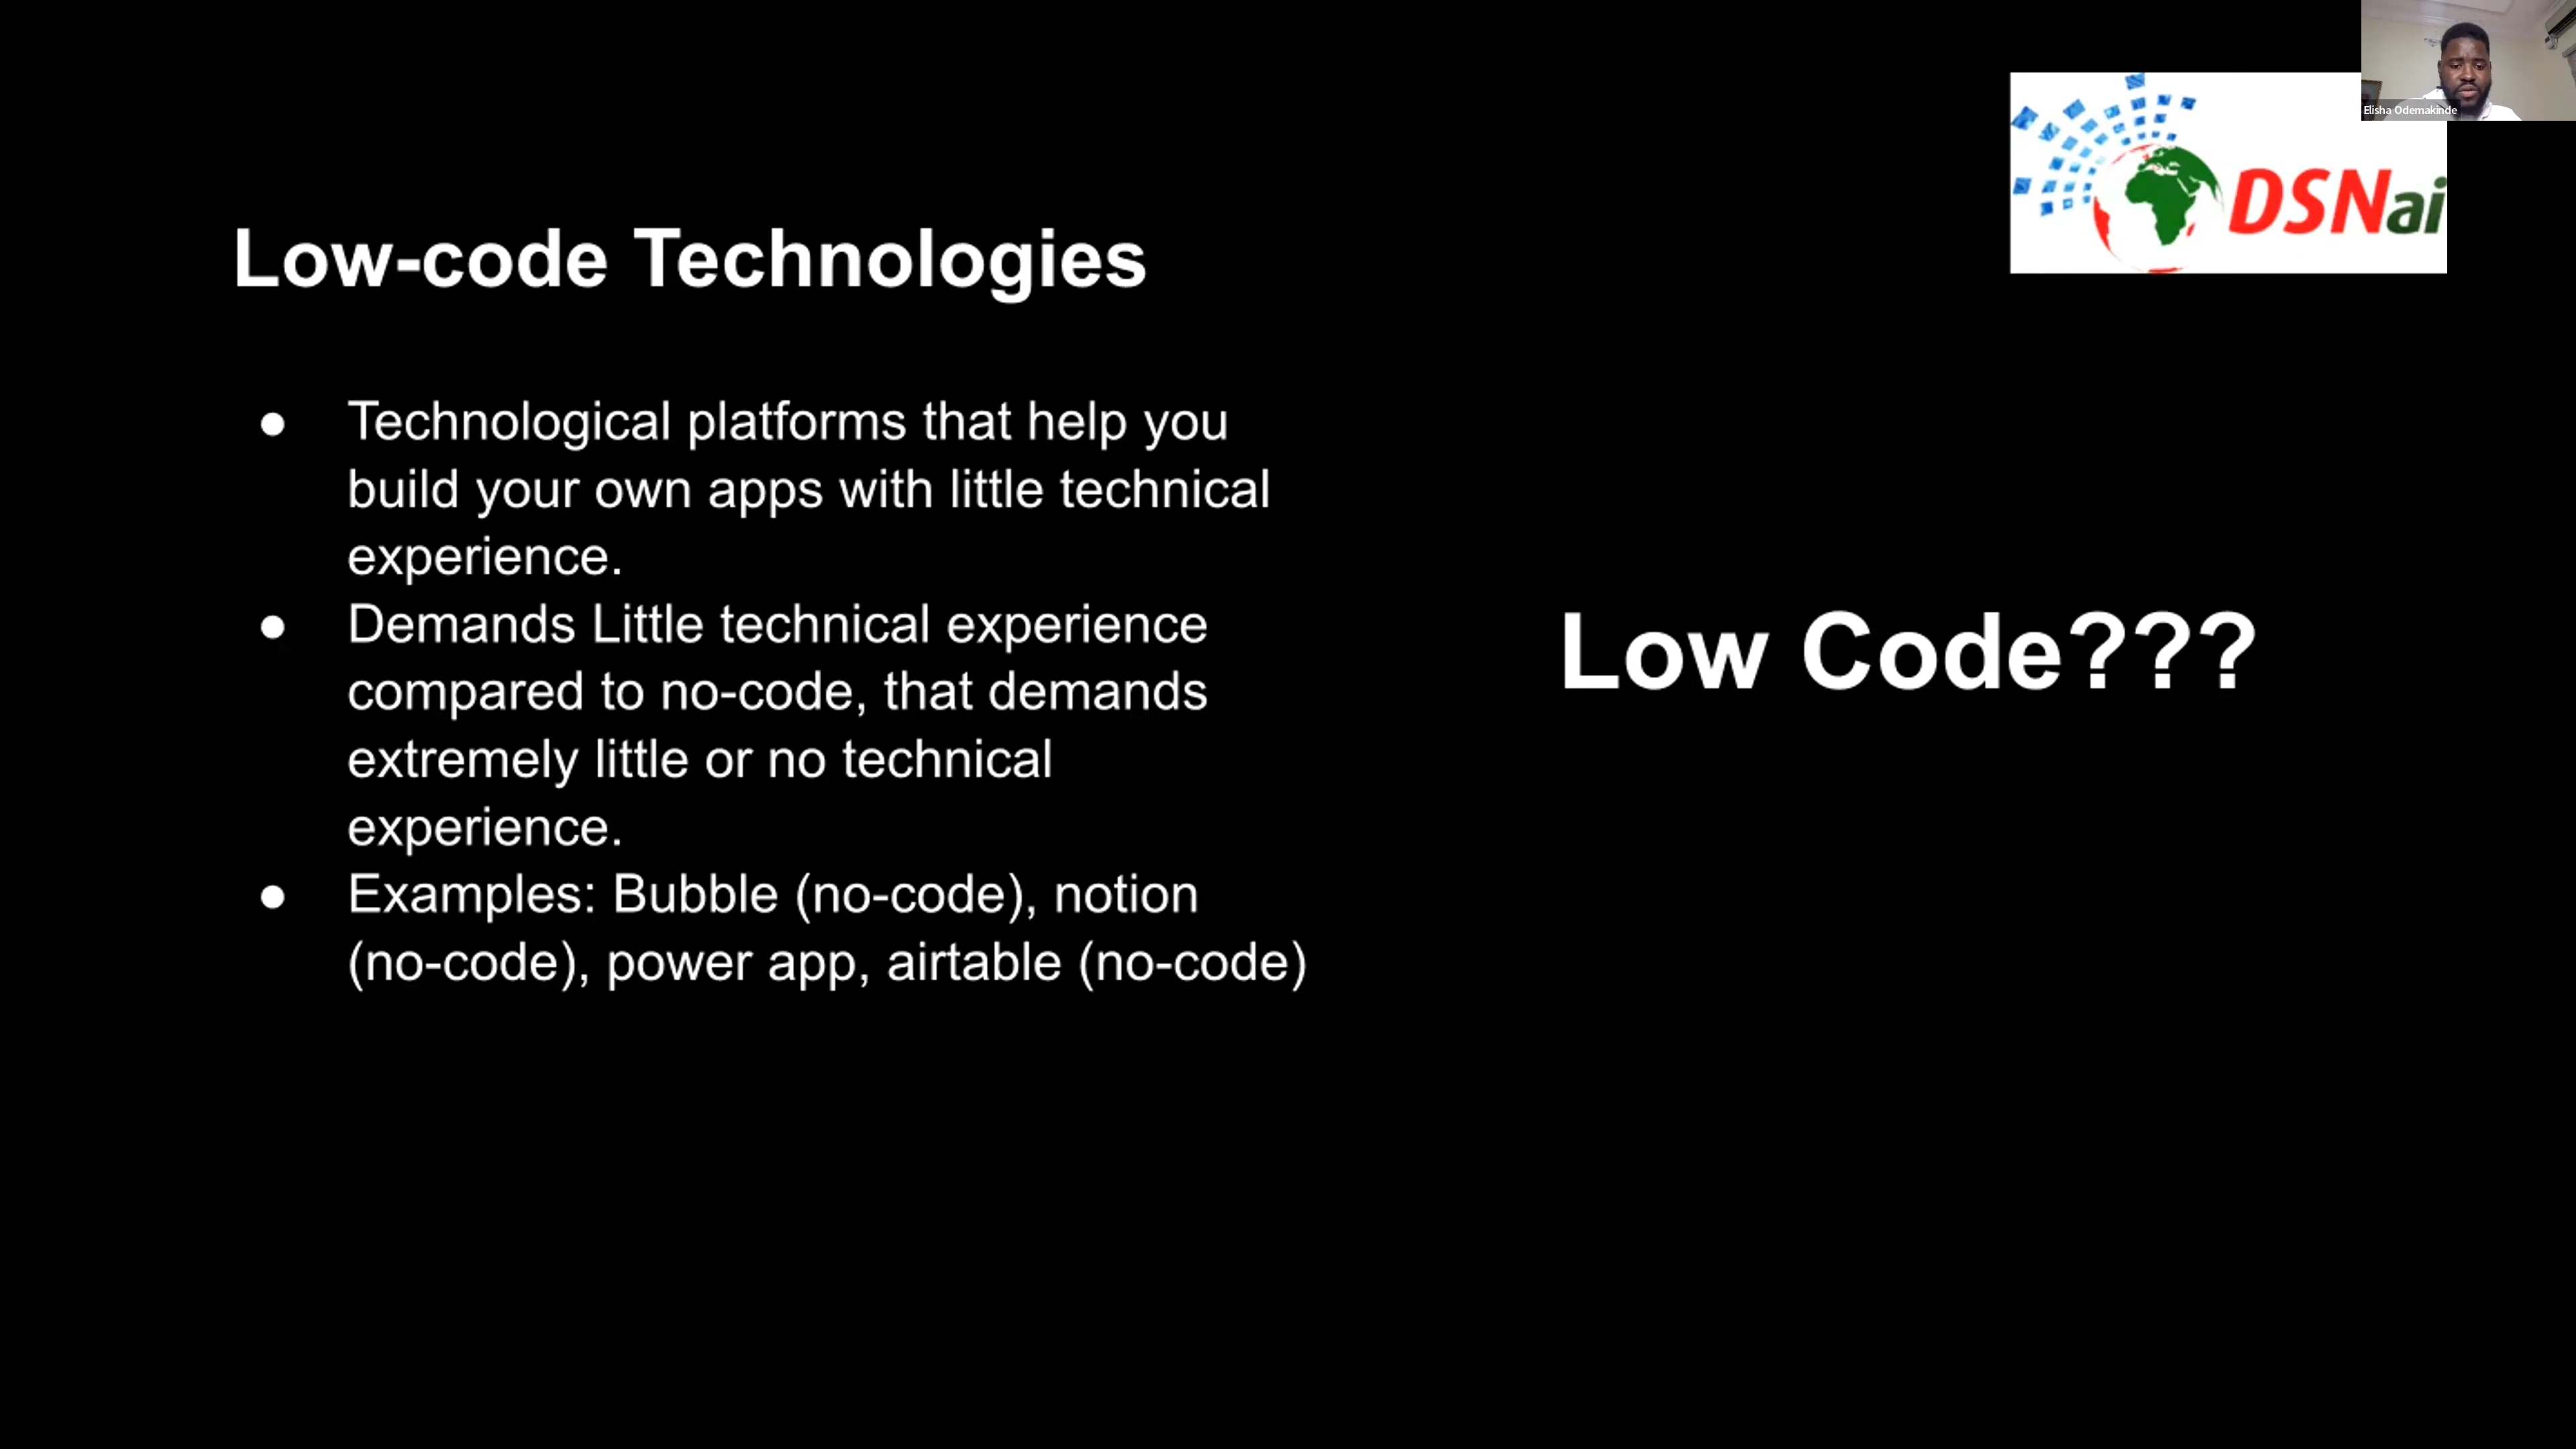 Elisha Odemakinde
DSNai
Low-code Technologies
● Technological platforms that help you
build your own apps with little technical
experience.
● Demands Little technical experience
compared to no-code, that demands
extremely little or no technical
experience.
● Examples: Bubble (no-code), notion
(no-code), power app, airtable (no-code)
Low Code???